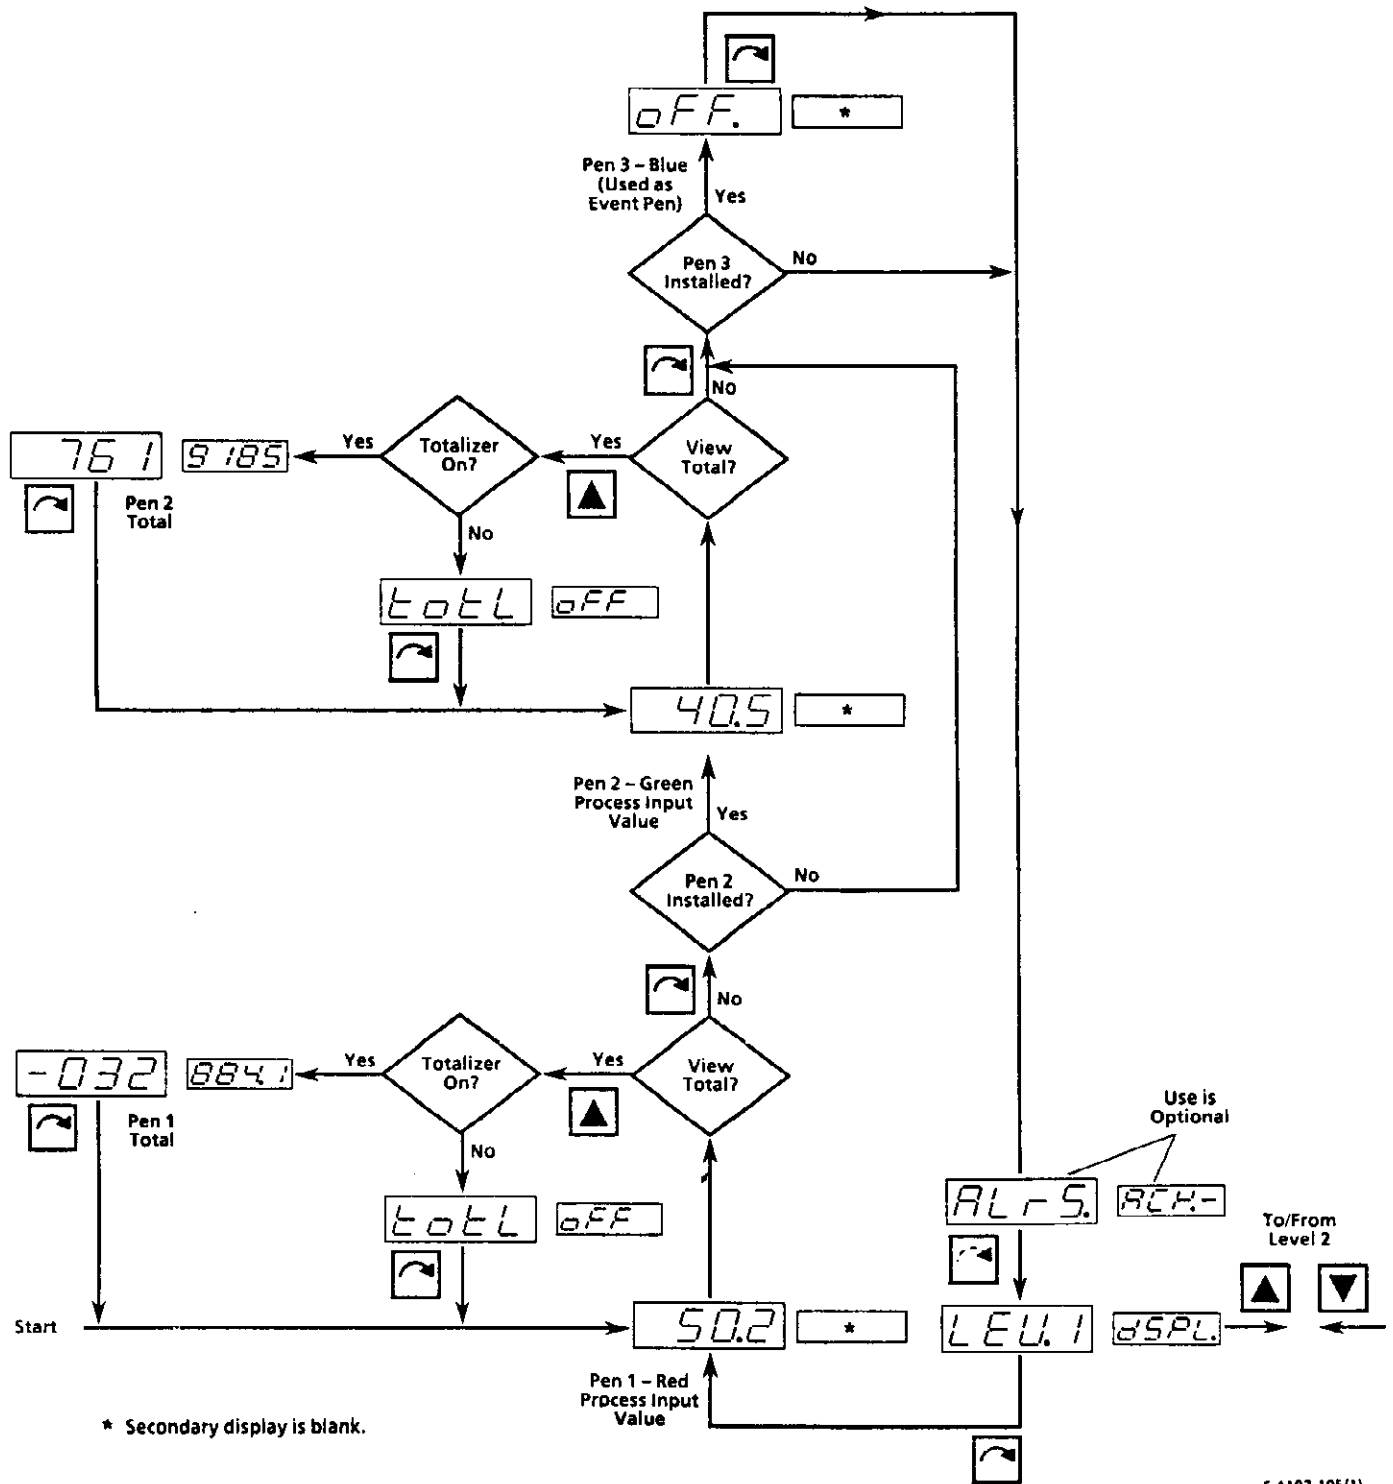 oFF. *
Pen 3 – Blue
(Used as
Event Pen)
Yes
Pen 3
Installed?
No
No
View
Total?
Yes
Totalizer
On?
Yes
761 9185
Pen 2
Total
No
totL oFF
40.5 *
Pen 2 – Green
Process Input
Value
Yes
Pen 2
Installed?
No
No
View
Total?
Yes
Totalizer
On?
Yes
-032 884.1
Pen 1
Total
No
totL oFF
Use is
Optional
ALrS. ACK.-
To/From
Level 2
Start
50.2 *
LEU.1 dSPL.
Pen 1 – Red
Process Input
Value
* Secondary display is blank.